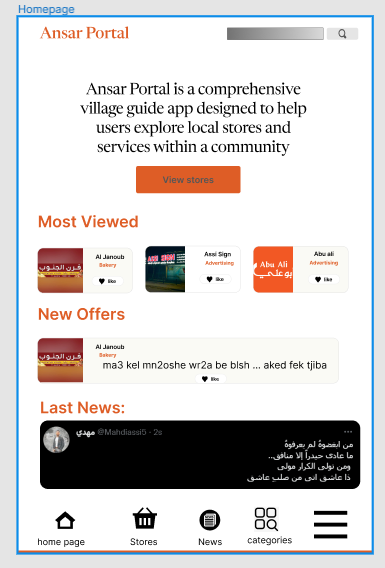 Homepage
Ansar Portal
Ansar Portal is a comprehensive
village guide app designed to help
users explore local stores and
services within a community
View stores
Most Viewed
فرن الجنوب
Al Janoub
Bakery
like
ASSI SIGN
Assi Sign
Advertising
like
Abu Ali
بوعلي
Abu ali
Advertising
like
New Offers
فرن الجنوب
Al Janoub
Bakery
ma3 kel mn2oshe wr2a be blsh ... aked fek tjiba
like
Last News:
مهدي @Mahdiassi5 · 2s
من ابغضوهُ لم يعرفوهُ
ما عادى حيدراً إلا منافق..
ومن تولى الكرار مولى
ذا عاشق اتى من صلب عاشق
home page
Stores
News
categories